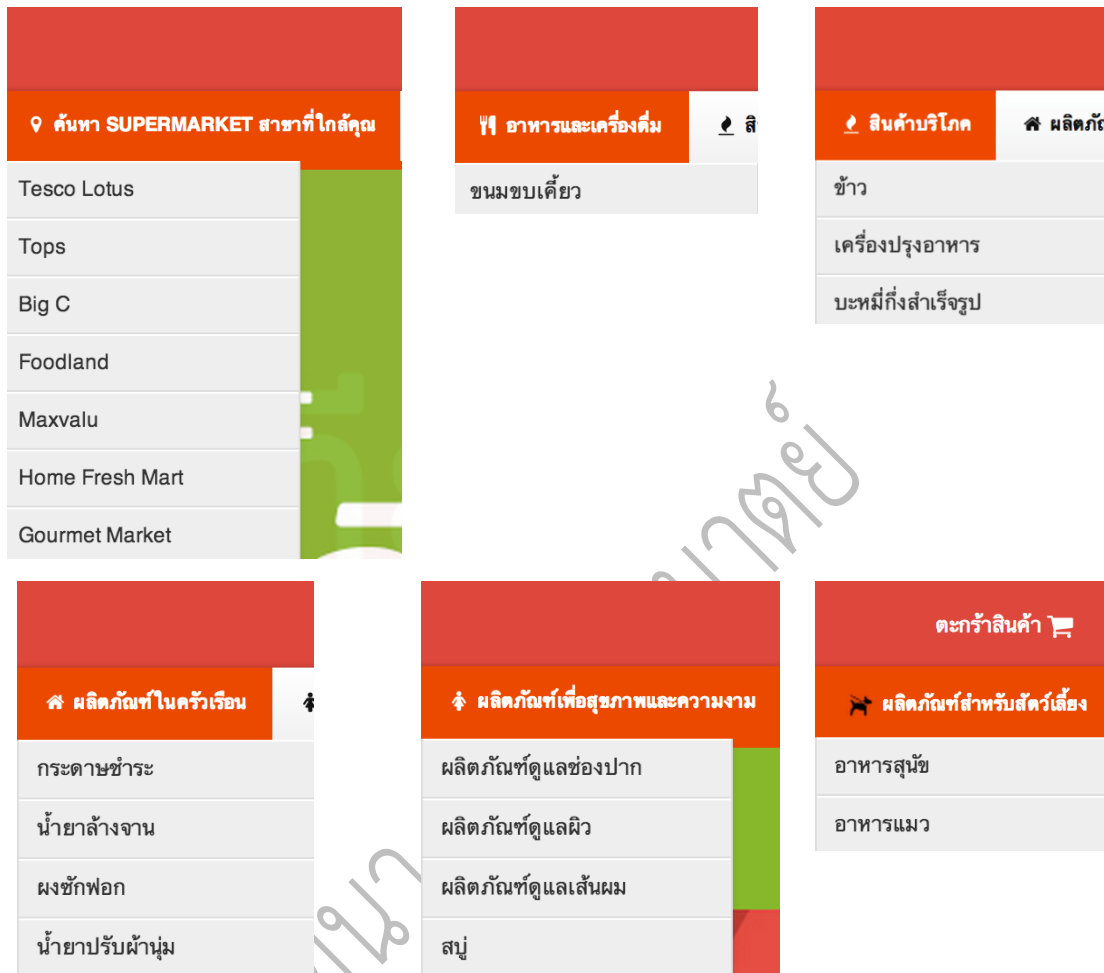 ค้นหา SUPERMARKET สาขาที่ใกล้คุณ
Tesco Lotus
Tops
Big C
Foodland
Maxvalu
Home Fresh Mart
Gourmet Market
อาหารและเครื่องดื่ม
ขนมขบเคี้ยว
สินค้าบริโภค
ข้าว
เครื่องปรุงอาหาร
บะหมี่กึ่งสำเร็จรูป
ผลิตภัณฑ์ในครัวเรือน
กระดาษชำระ
น้ำยาล้างจาน
ผงซักฟอก
น้ำยาปรับผ้านุ่ม
ผลิตภัณฑ์เพื่อสุขภาพและความงาม
ผลิตภัณฑ์ดูแลช่องปาก
ผลิตภัณฑ์ดูแลผิว
ผลิตภัณฑ์ดูแลเส้นผม
สบู่
ตะกร้าสินค้า
ผลิตภัณฑ์สำหรับสัตว์เลี้ยง
อาหารสุนัข
อาหารแมว